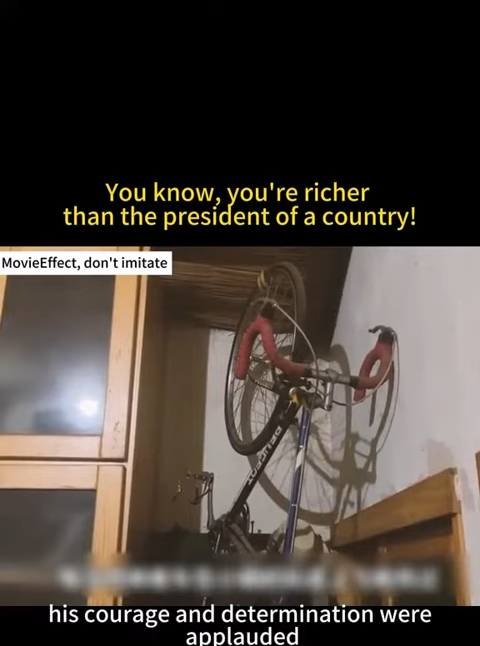 You know, you're richer
than the president of a country!
MovieEffect, don't imitate
his courage and determination were
applauded